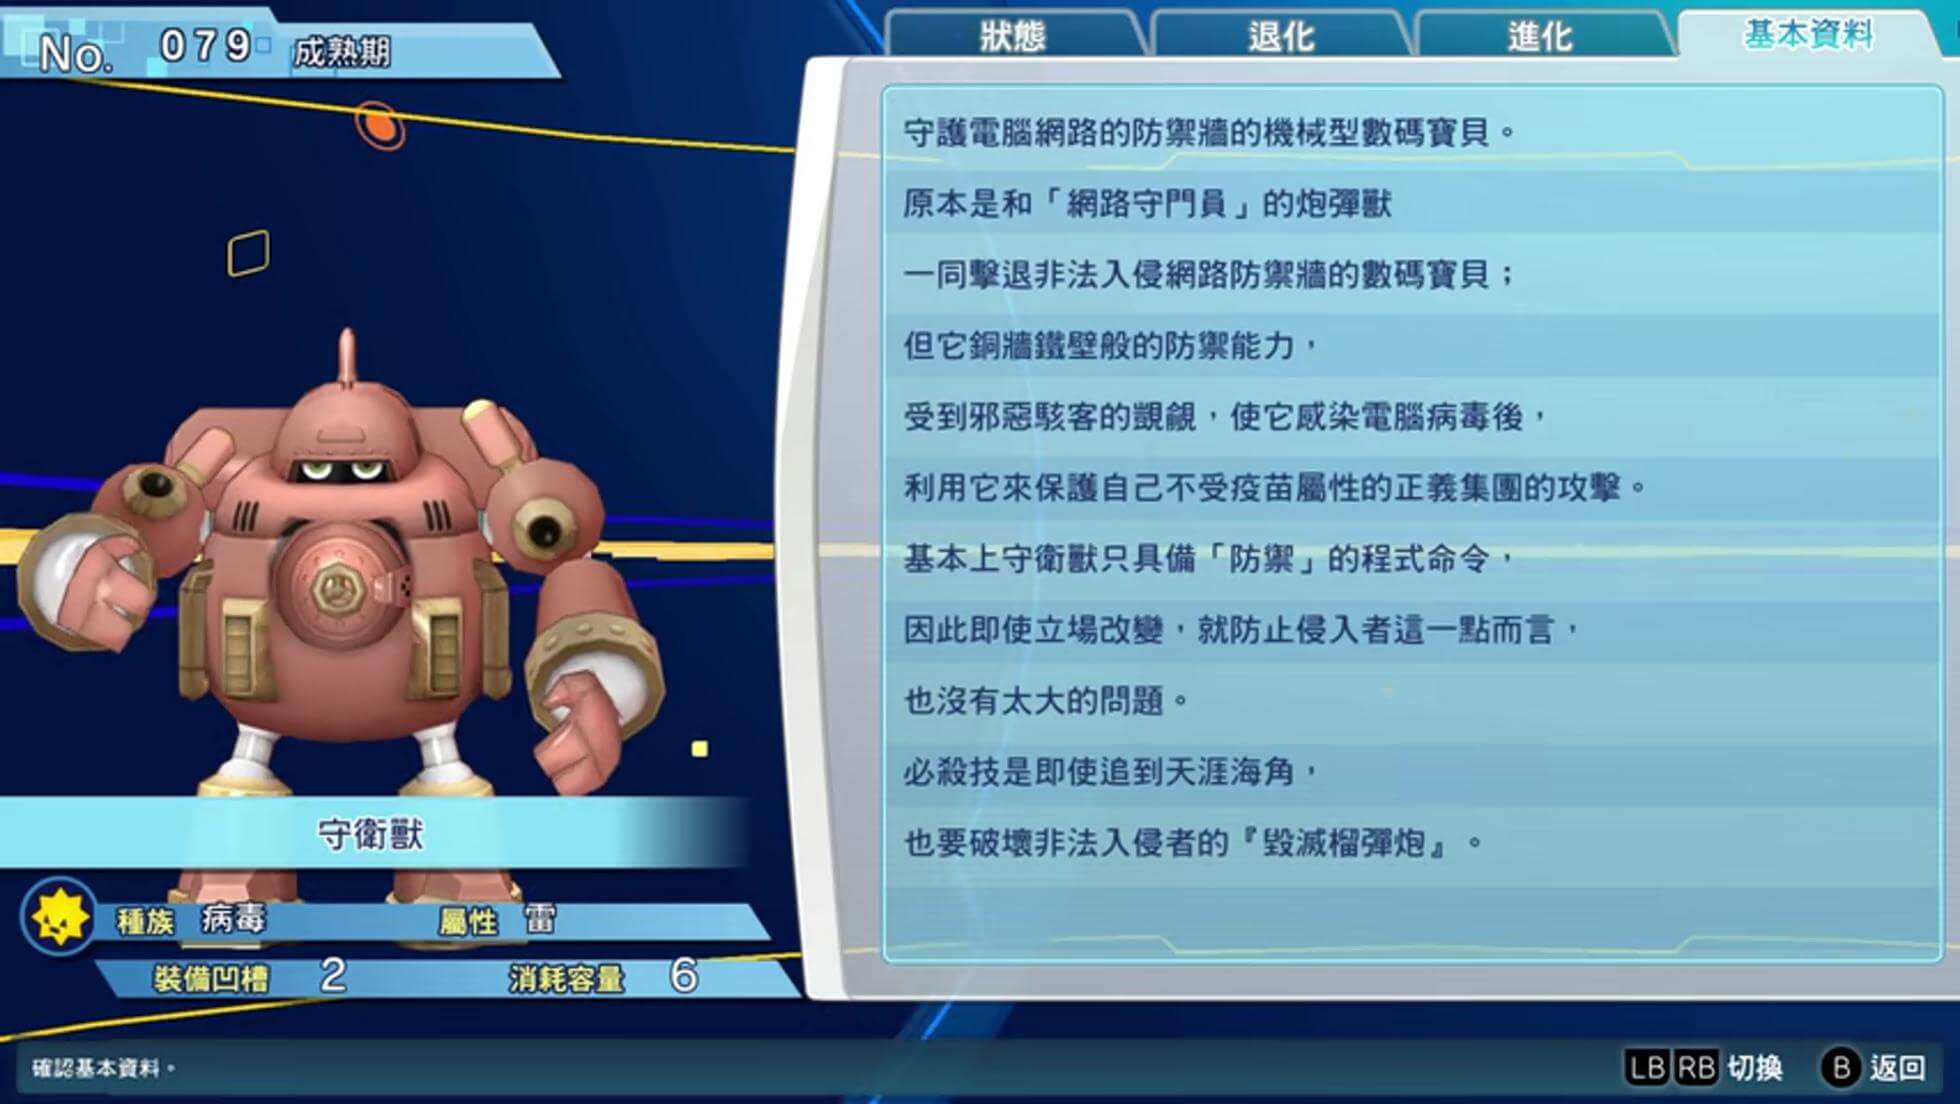 No. 079 成熟期
狀態 退化 進化 基本資料
守護電腦網路的防禦牆的機械型數碼寶貝。
原本是和「網路守門員」的炮彈獸
一同擊退非法入侵網路防禦牆的數碼寶貝；
但它銅牆鐵壁般的防禦能力，
受到邪惡駭客的覬覦，使它感染電腦病毒後，
利用它來保護自己不受疫苗屬性的正義集團的攻擊。
基本上守衛獸只具備「防禦」的程式命令，
因此即使立場改變，就防止侵入者這一點而言，
也沒有太大的問題。
必殺技是即使追到天涯海角，
也要破壞非法入侵者的『毀滅榴彈炮』。
守衛獸
種族 病毒 屬性 雷
裝備凹槽 2 消耗容量 6
確認基本資料。
LB RB 切換 B 返回